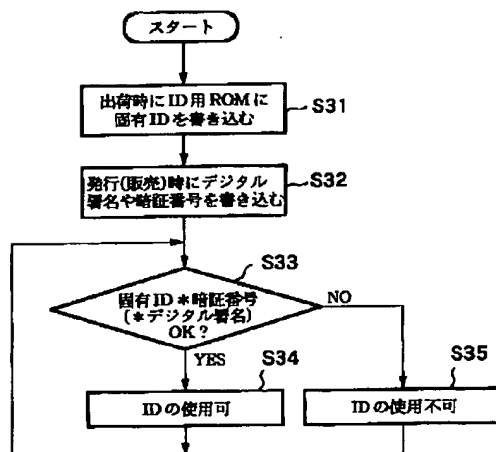 スタート
出荷時にID用ROMに
固有IDを書き込む
S31
発行(販売)時にデジタル
署名や暗証番号を書き込む
S32
S33
固有ID*暗証番号
(*デジタル署名)
OK?
NO
YES
S34
S35
IDの使用可
IDの使用不可